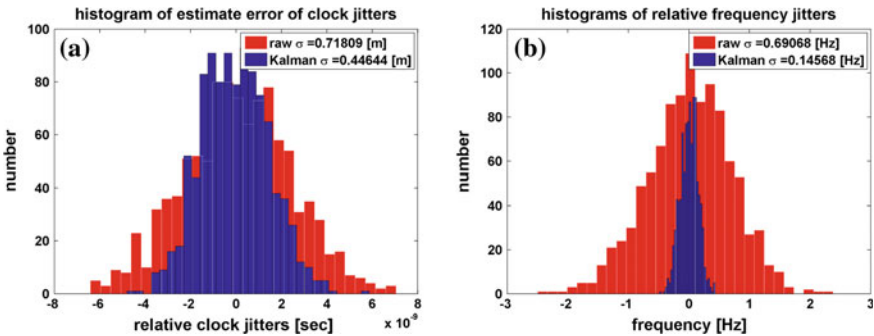 histogram of estimate error of clock jitters
(a)
raw σ =0.71809 [m]
Kalman σ =0.44644 [m]
number
100
80
60
40
20
0
-8
-6
-4
-2
0
2
4
6
8
x 10⁻⁹
relative clock jitters [sec]
histograms of relative frequency jitters
(b)
raw σ =0.69068 [Hz]
Kalman σ =0.14568 [Hz]
number
120
100
80
60
40
20
0
-3
-2
-1
0
1
2
3
frequency [Hz]